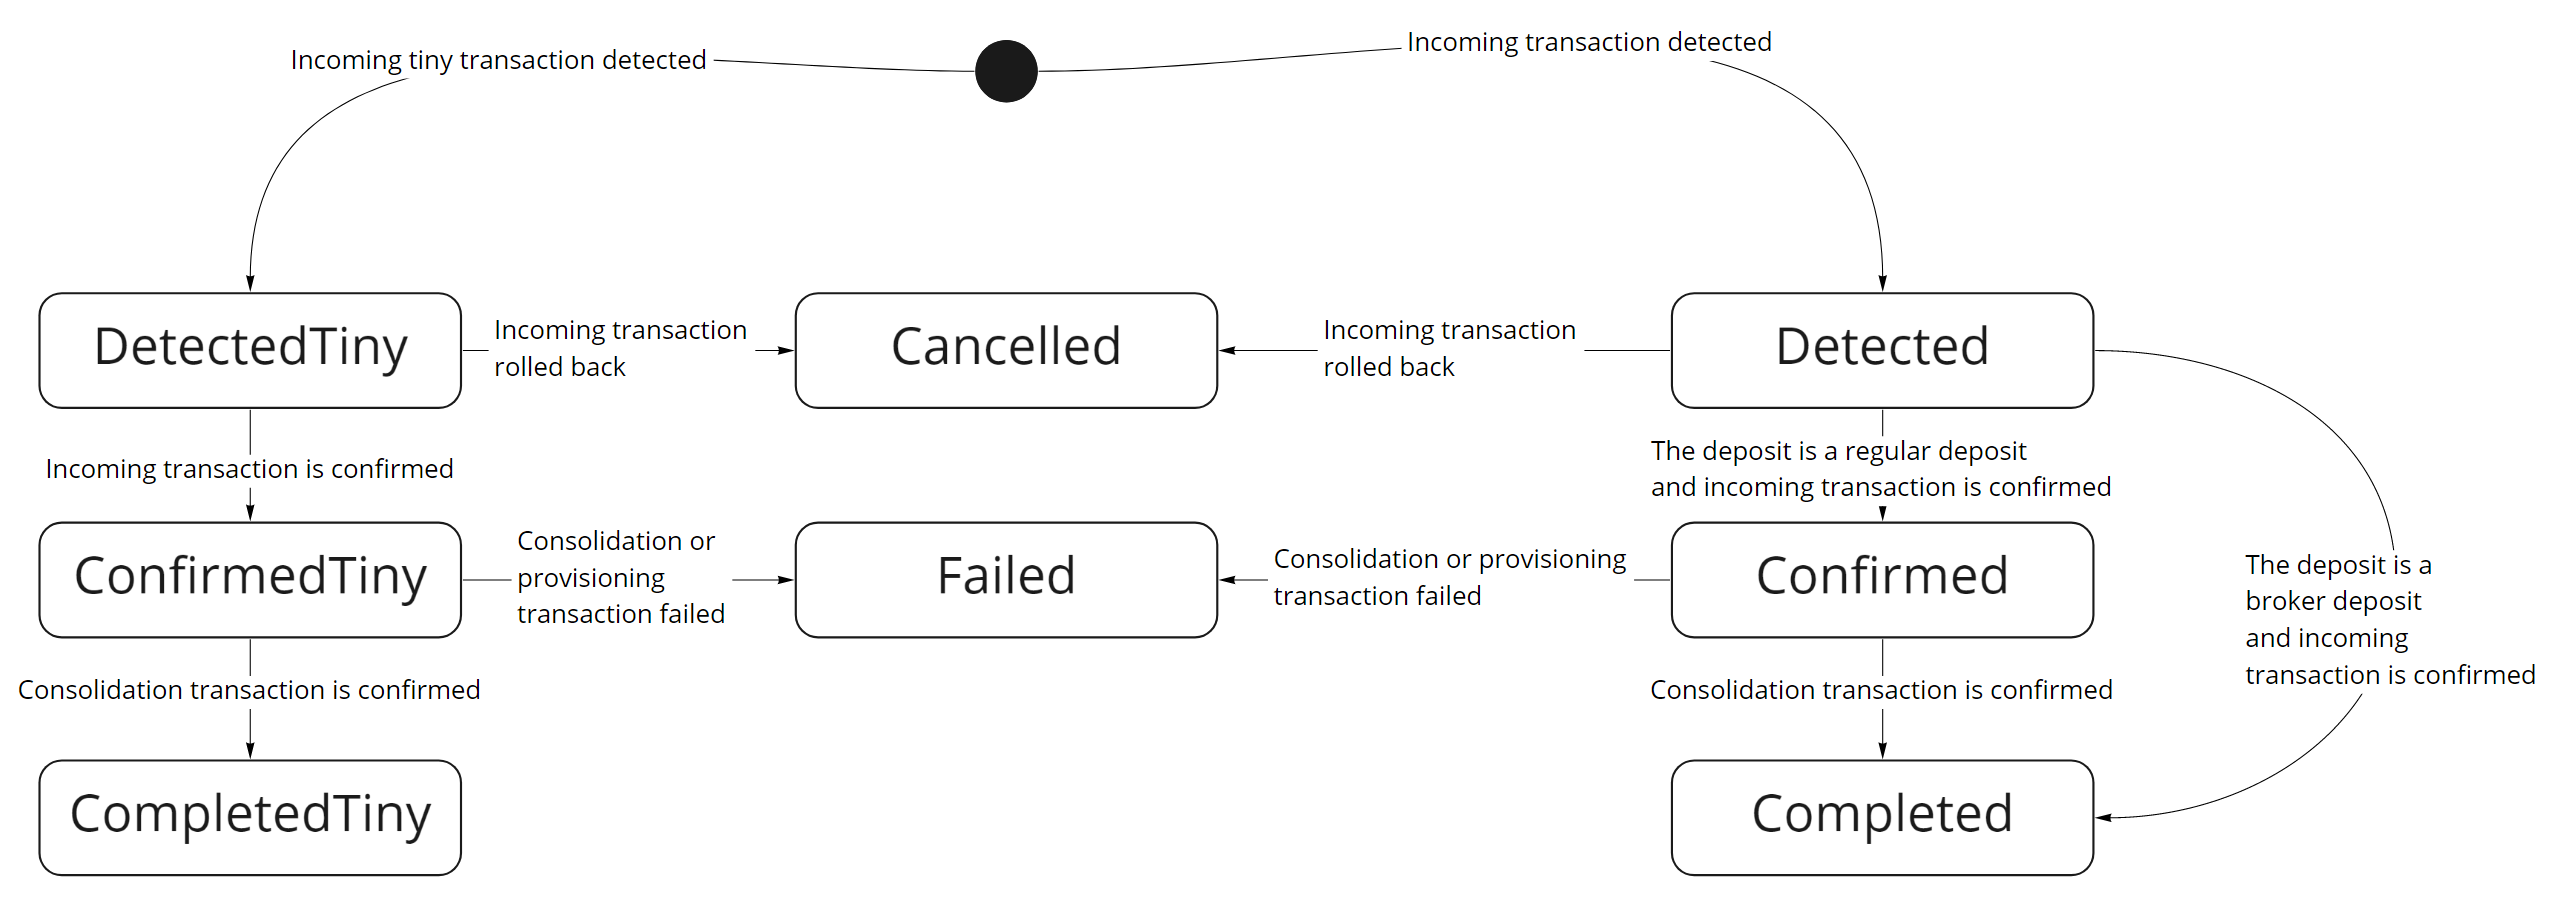 Incoming tiny transaction detected
Incoming transaction detected
DetectedTiny
Incoming transaction
rolled back
Cancelled
Incoming transaction
rolled back
Detected
Incoming transaction is confirmed
The deposit is a regular deposit
and incoming transaction is confirmed
ConfirmedTiny
Consolidation or
provisioning
transaction failed
Failed
Consolidation or provisioning
transaction failed
Confirmed
The deposit is a
broker deposit
and incoming
transaction is confirmed
Consolidation transaction is confirmed
Consolidation transaction is confirmed
CompletedTiny
Completed